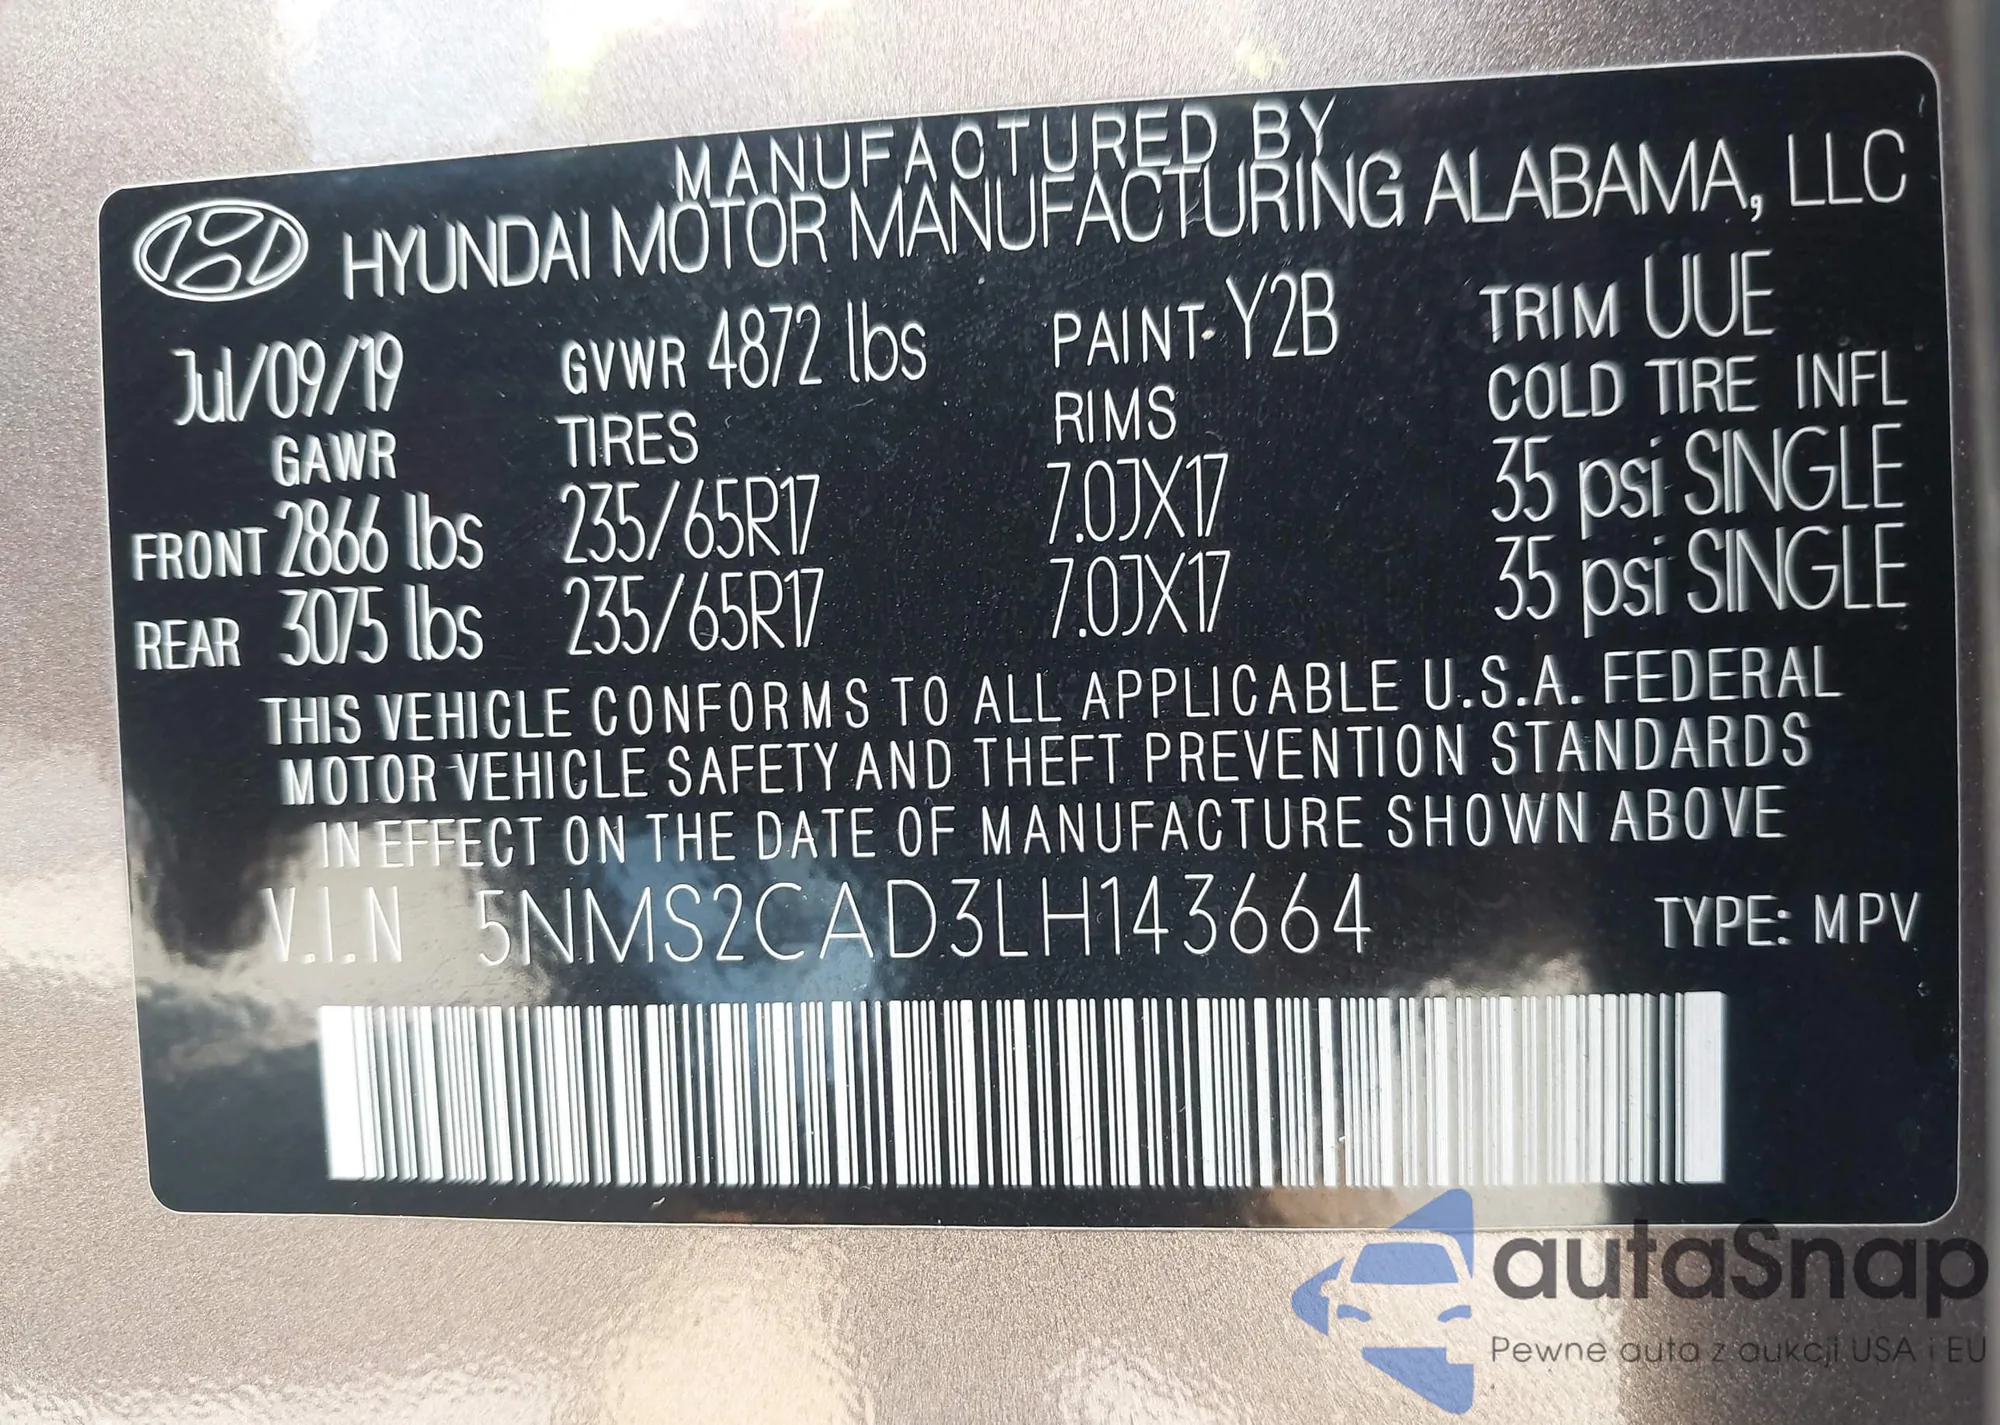 MANUFACTURED BY
HYUNDAI MOTOR MANUFACTURING ALABAMA, LLC
Jul/09/19 GVWR 4872 lbs PAINT Y2B TRIM UUE
GAWR TIRES RIMS COLD TIRE INFL
FRONT 2866 lbs 235/65R17 7.0JX17 35 psi SINGLE
REAR 3075 lbs 235/65R17 7.0JX17 35 psi SINGLE
THIS VEHICLE CONFORMS TO ALL APPLICABLE U.S.A. FEDERAL
MOTOR VEHICLE SAFETY AND THEFT PREVENTION STANDARDS
IN EFFECT ON THE DATE OF MANUFACTURE SHOWN ABOVE
V.I.N 5NMS2CAD3LH143664 TYPE: MPV
autaSnap
Pewne auta z aukcji USA i EU